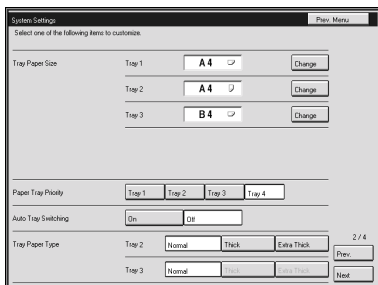 System Settings Prev. Menu
Select one of the following items to customize.
Tray Paper Size Tray 1 A4 Change
Tray 2 A4 Change
Tray 3 B4 Change
Paper Tray Priority Tray 1 Tray 2 Tray 3 Tray 4
Auto Tray Switching On Off
2/4
Tray Paper Type Tray 2 Normal Thick Extra Thick
Prev.
Tray 3 Normal Thick Extra Thick Next